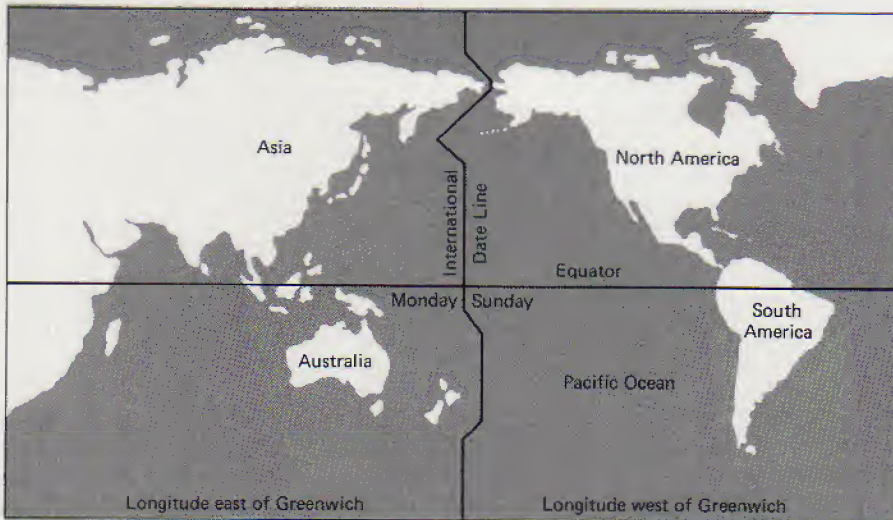 Asia
North America
International
Date Line
Equator
Monday
Sunday
South
America
Australia
Pacific Ocean
Longitude east of Greenwich
Longitude west of Greenwich